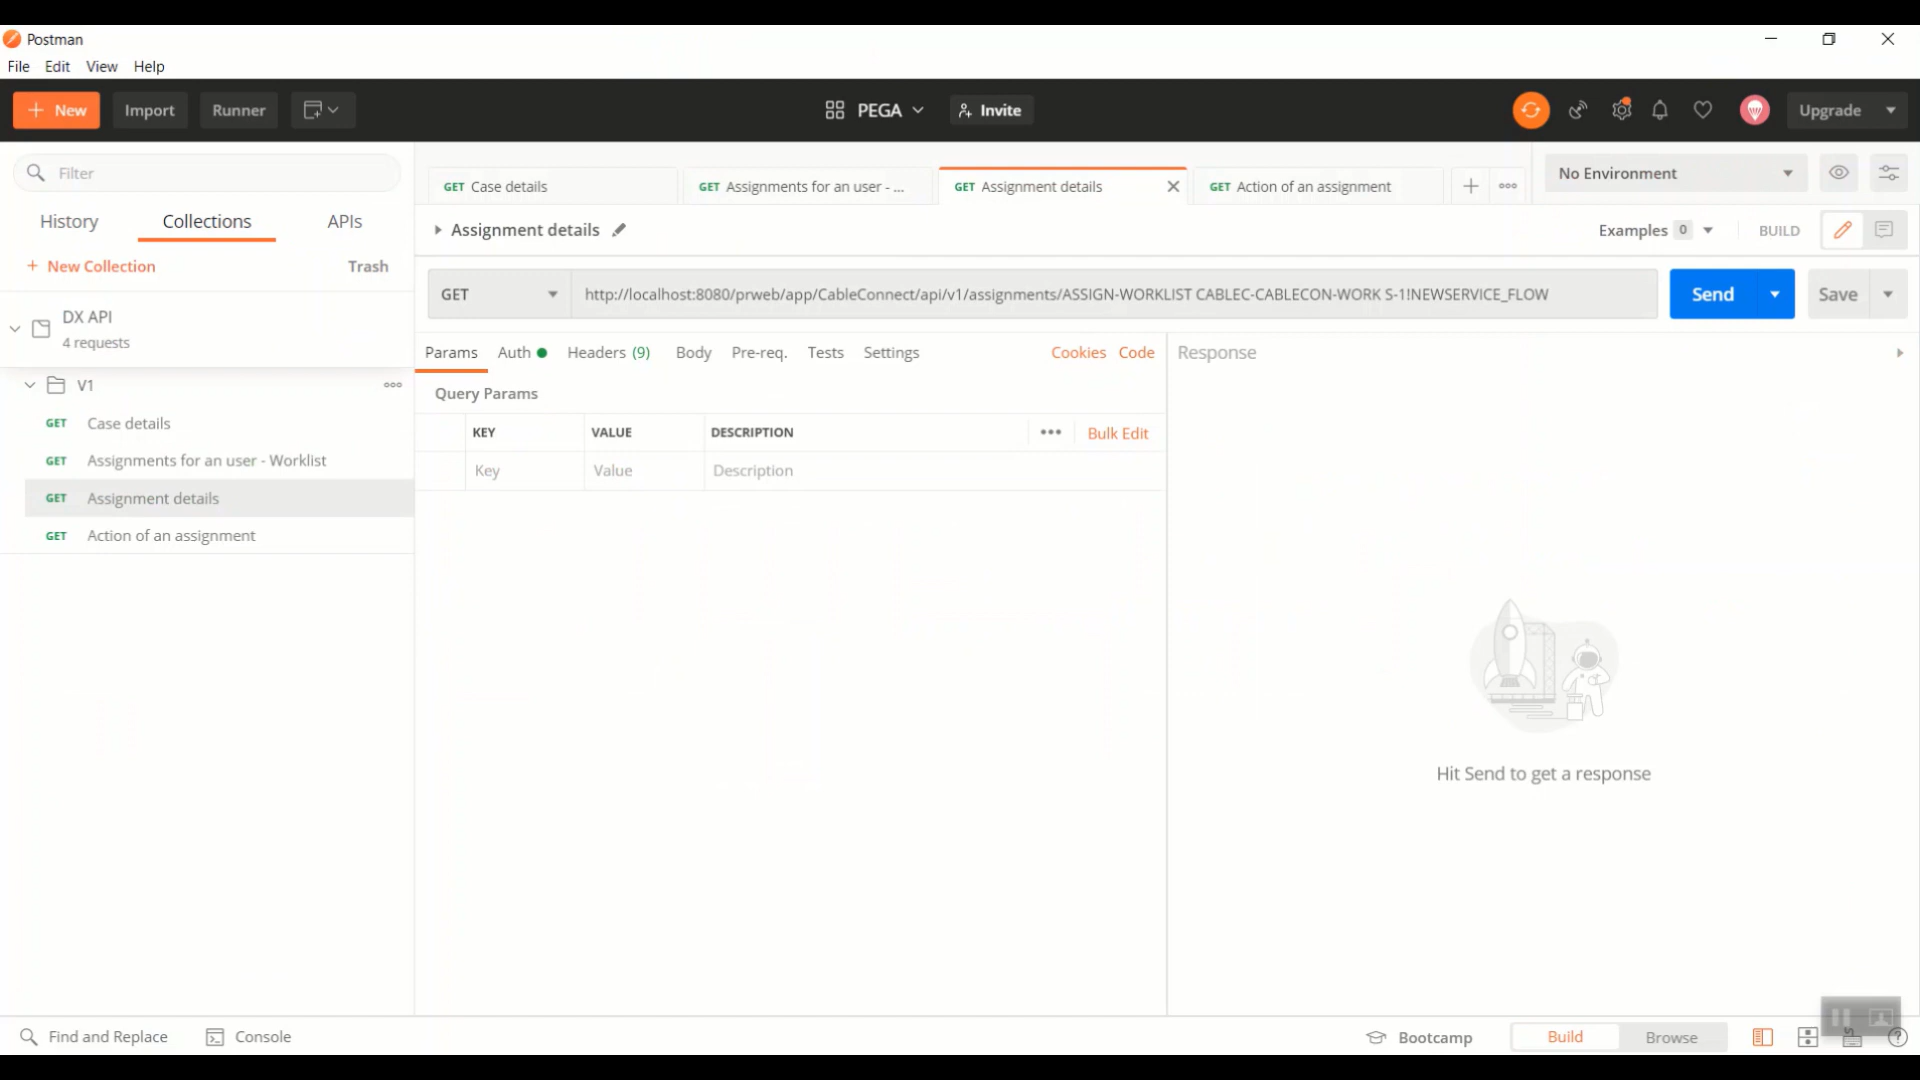 Postman
File Edit View Help
+ New Import Runner PEGA Invite Upgrade
Filter
GET Case details GET Assignments for an user - ... GET Assignment details GET Action of an assignment No Environment
History Collections APIs
Assignment details Examples 0 BUILD
+ New Collection Trash
GET http://localhost:8080/prweb/app/CableConnect/api/v1/assignments/ASSIGN-WORKLIST CABLEC-CABLECON-WORK S-1!NEWSERVICE_FLOW Send Save
DX API
4 requests
Params Auth Headers (9) Body Pre-req. Tests Settings Cookies Code Response
V1
Query Params
GET Case details
KEY VALUE DESCRIPTION Bulk Edit
GET Assignments for an user - Worklist
Key Value Description
GET Assignment details
GET Action of an assignment
Hit Send to get a response
Find and Replace Console Bootcamp Build Browse